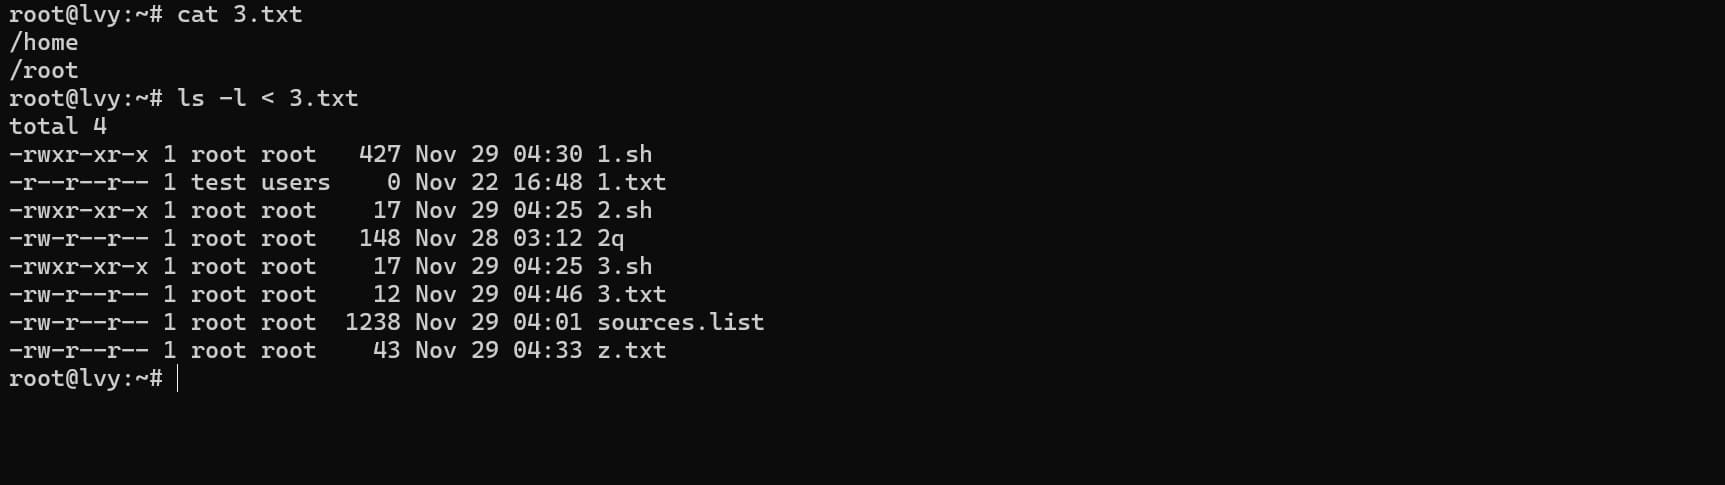 root@lvy:~# cat 3.txt
/home
/root
root@lvy:~# ls -l < 3.txt
total 4
-rwxr-xr-x 1 root root   427 Nov 29 04:30 1.sh
-r--r--r-- 1 test users    0 Nov 22 16:48 1.txt
-rwxr-xr-x 1 root root    17 Nov 29 04:25 2.sh
-rw-r--r-- 1 root root   148 Nov 28 03:12 2q
-rwxr-xr-x 1 root root    17 Nov 29 04:25 3.sh
-rw-r--r-- 1 root root    12 Nov 29 04:46 3.txt
-rw-r--r-- 1 root root  1238 Nov 29 04:01 sources.list
-rw-r--r-- 1 root root    43 Nov 29 04:33 z.txt
root@lvy:~#